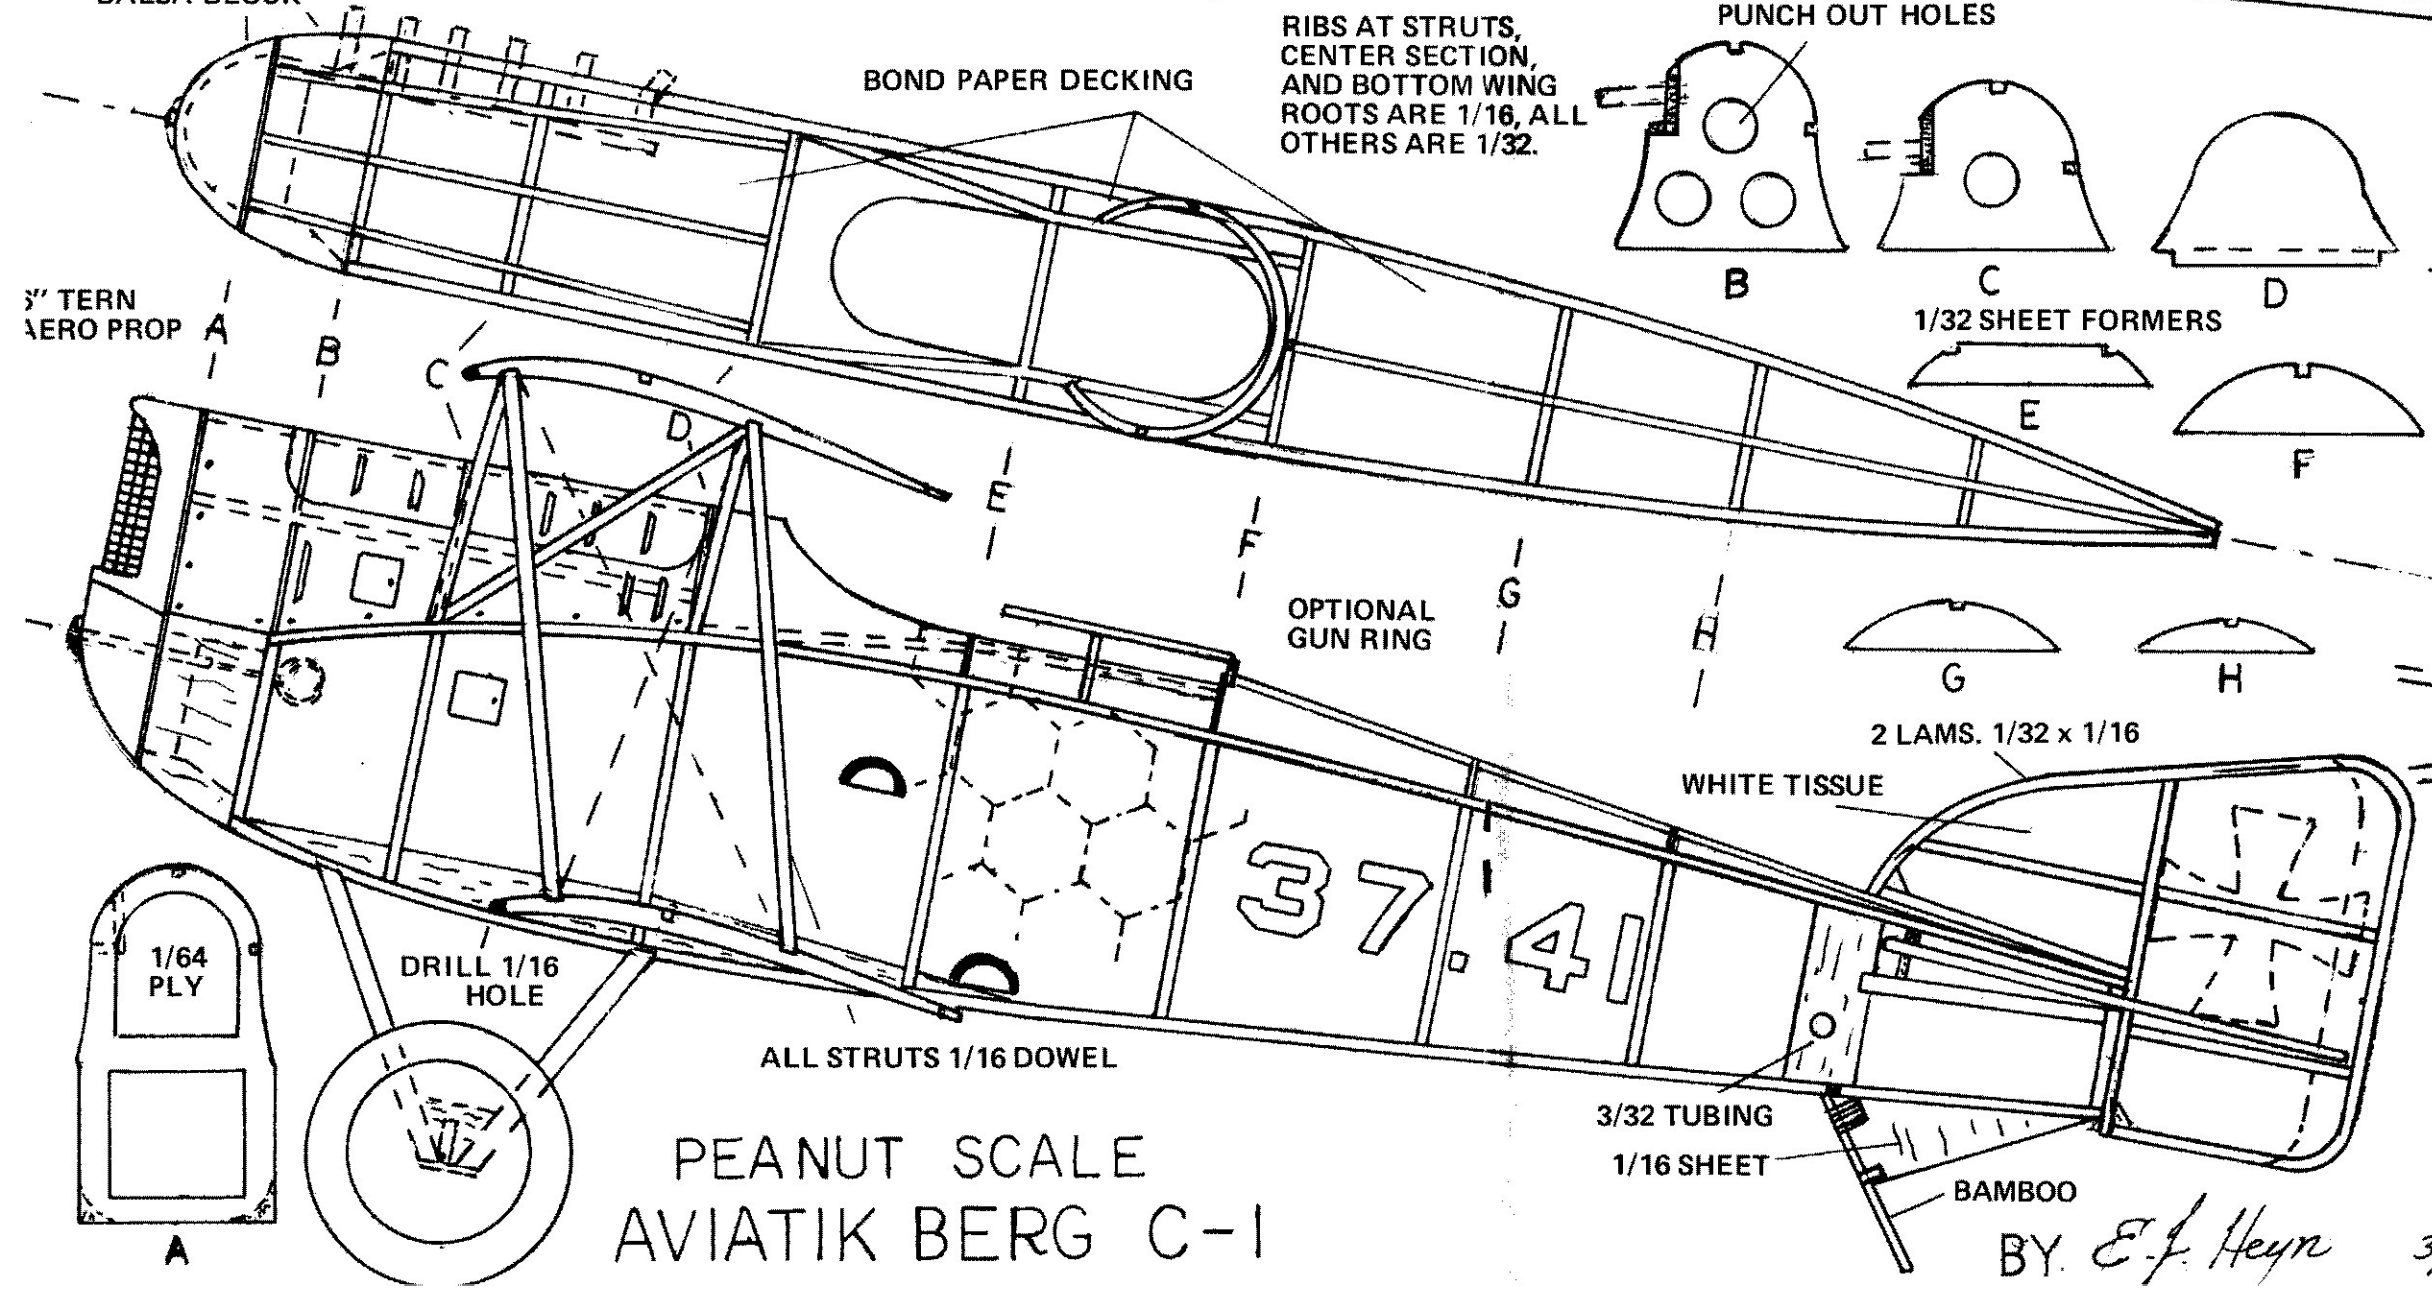 BALSA BLOCK
BOND PAPER DECKING
RIBS AT STRUTS,
CENTER SECTION,
AND BOTTOM WING
ROOTS ARE 1/16, ALL
OTHERS ARE 1/32.
PUNCH OUT HOLES
B
C
D
1/32 SHEET FORMERS
E
F
TERN
AERO PROP
A
B
C
D
E
F
G
H
OPTIONAL
GUN RING
G
H
2 LAMS. 1/32 x 1/16
WHITE TISSUE
37.41
1/64
PLY
A
DRILL 1/16
HOLE
ALL STRUTS 1/16 DOWEL
3/32 TUBING
1/16 SHEET
BAMBOO
PEANUT SCALE
AVIATIK BERG C-1
BY. E.J. Heyn